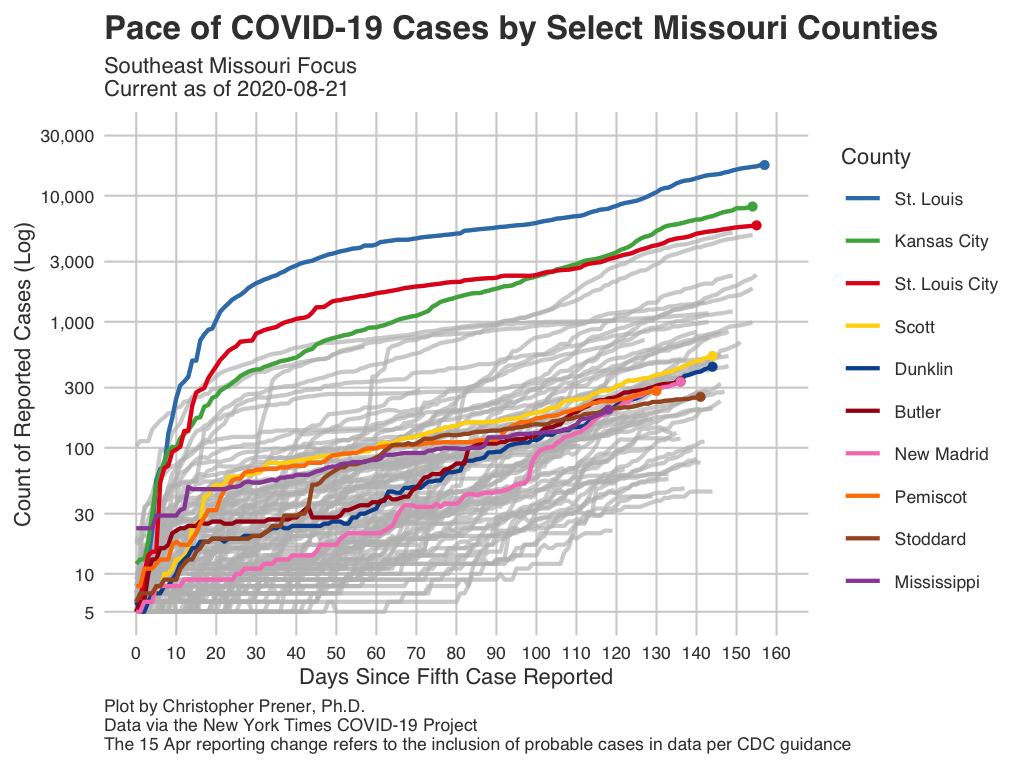 Pace of COVID-19 Cases by Select Missouri Counties
Southeast Missouri Focus
Current as of 2020-08-21
Count of Reported Cases (Log)
30,000
10,000
3,000
1,000
300
100
30
10
5
0 10 20 30 40 50 60 70 80 90 100 110 120 130 140 150 160
Days Since Fifth Case Reported
County
St. Louis
Kansas City
St. Louis City
Scott
Dunklin
Butler
New Madrid
Pemiscot
Stoddard
Mississippi
Plot by Christopher Prener, Ph.D.
Data via the New York Times COVID-19 Project
The 15 Apr reporting change refers to the inclusion of probable cases in data per CDC guidance